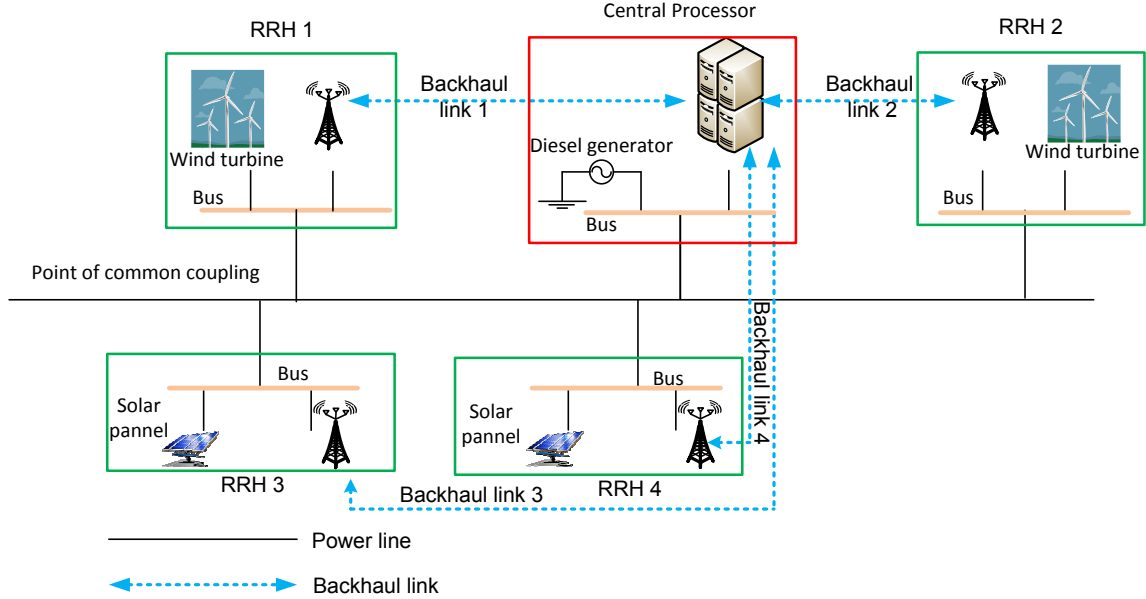 Central Processor
RRH 1
RRH 2
Backhaul
link 1
Backhaul
link 2
Wind turbine
Diesel generator
Wind turbine
Bus
Bus
Bus
Point of common coupling
Backhaul link 4
Bus
Bus
Solar
pannel
Solar
pannel
RRH 3
Backhaul link 3
RRH 4
Power line
Backhaul link